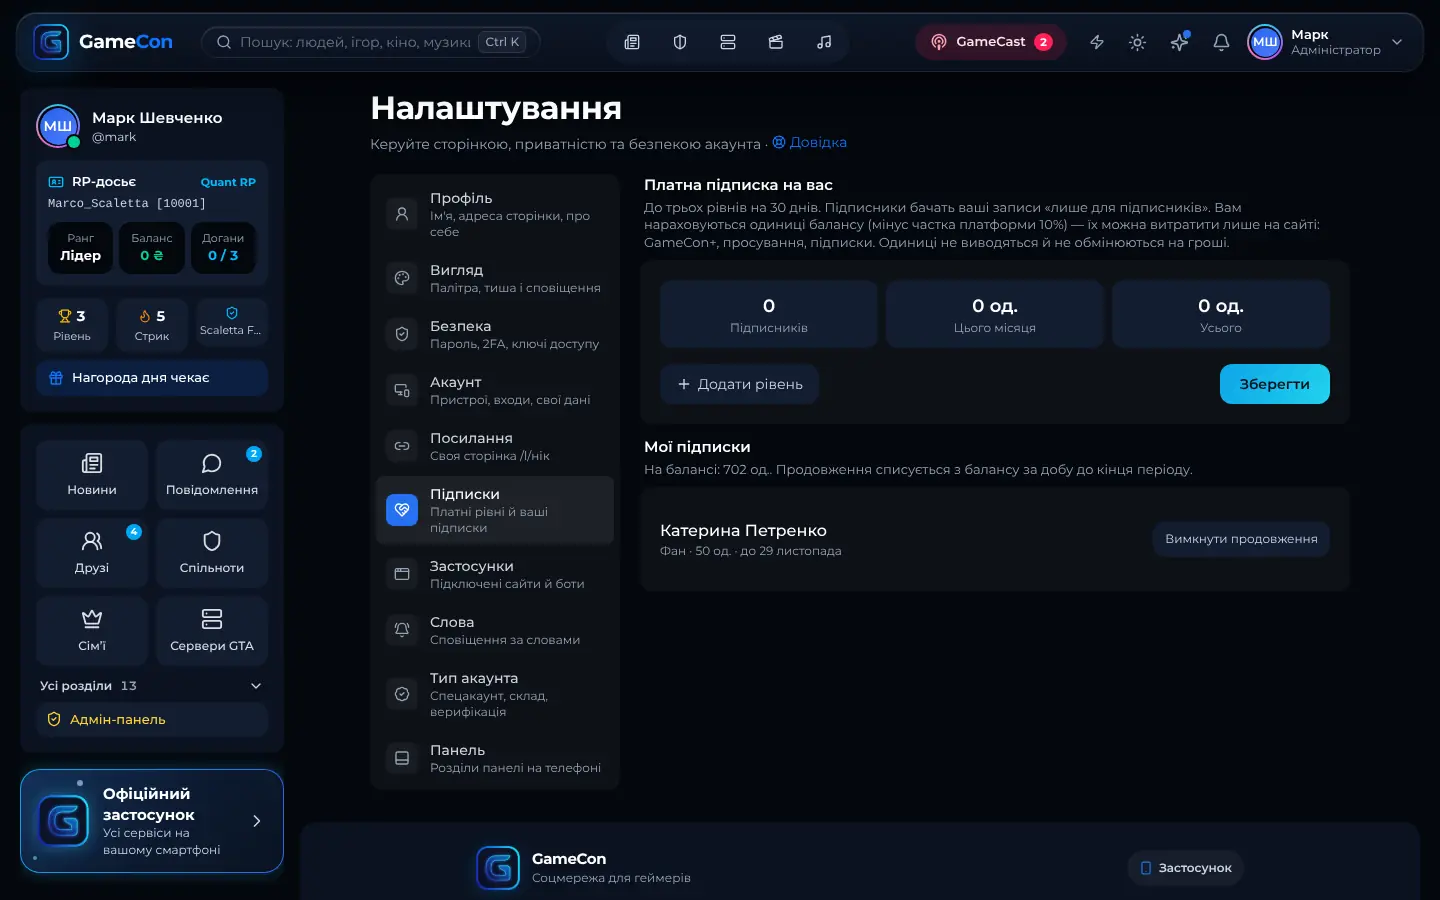 GameCon
Пошук: людей, ігор, кіно, музикі
Ctrl K
GameCast 2
МШ
Марк
Адміністратор
МШ
Марк Шевченко
@mark
RP-досьє
Quant RP
Marco_Scaletta [10001]
Ранг
Лідер
Баланс
0 ₴
Догани
0 / 3
3
Рівень
5
Стрик
Scaletta F...
Нагорода дня чекає
Новини
2
Повідомлення
4
Друзі
Спільноти
Сім'ї
Сервери GTA
Усі розділи 13
Адмін-панель
Офіційний
застосунок
Усі сервіси на
вашому смартфоні
Налаштування
Керуйте сторінкою, приватністю та безпекою акаунта · Довідка
Профіль
Ім'я, адреса сторінки, про
себе
Вигляд
Палітра, тиша і сповіщення
Безпека
Пароль, 2FA, ключі доступу
Акаунт
Пристрої, входи, свої дані
Посилання
Своя сторінка /l/нік
Підписки
Платні рівні й ваші
підписки
Застосунки
Підключені сайти й боти
Слова
Сповіщення за словами
Тип акаунта
Спецакаунт, склад,
верифікація
Панель
Розділи панелі на телефоні
Платна підписка на вас
До трьох рівнів на 30 днів. Підписники бачать ваші записи «лише для підписників». Вам
нараховуються одиниці балансу (мінус частка платформи 10%) — їх можна витратити лише на сайті:
GameCon+, просування, підписки. Одиниці не виводяться й не обмінюються на гроші.
0
Підписників
0 од.
Цього місяця
0 од.
Усього
+ Додати рівень
Зберегти
Мої підписки
На балансі: 702 од.. Продовження списується з балансу за добу до кінця періоду.
Катерина Петренко
Фан · 50 од. · до 29 листопада
Вимкнути продовження
GameCon
Соцмережа для геймерів
Застосунок